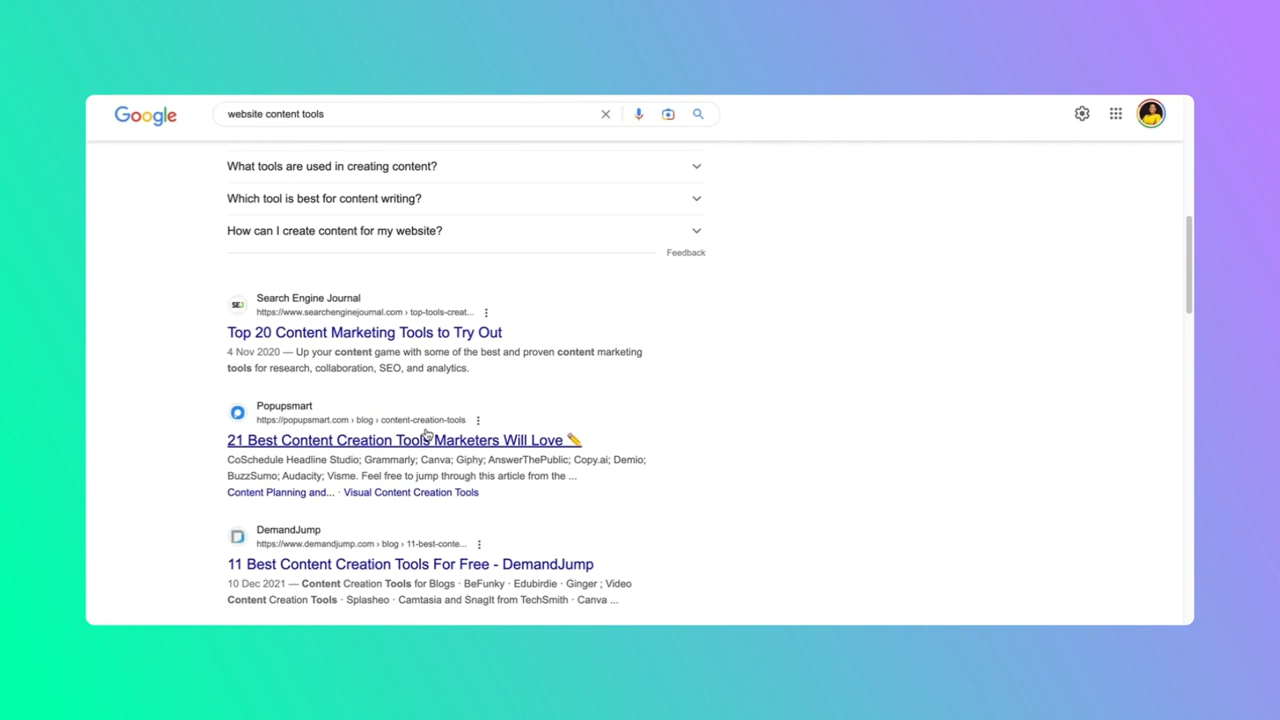 Google
website content tools
What tools are used in creating content?
Which tool is best for content writing?
How can I create content for my website?
Feedback
SEJ
Search Engine Journal
https://www.searchenginejournal.com › top-tools-creat...
Top 20 Content Marketing Tools to Try Out
4 Nov 2020 — Up your content game with some of the best and proven content marketing
tools for research, collaboration, SEO, and analytics.
Popupsmart
https://popupsmart.com › blog › content-creation-tools
21 Best Content Creation Tools Marketers Will Love ✏️
CoSchedule Headline Studio; Grammarly; Canva; Giphy; AnswerThePublic; Copy.ai; Demio;
BuzzSumo; Audacity; Visme. Feel free to jump through this article from the ...
Content Planning and... · Visual Content Creation Tools
DemandJump
https://www.demandjump.com › blog › 11-best-conte...
11 Best Content Creation Tools For Free - DemandJump
10 Dec 2021 — Content Creation Tools for Blogs · BeFunky · Edubirdie · Ginger ; Video
Content Creation Tools · Splasheo · Camtasia and SnagIt from TechSmith · Canva ...